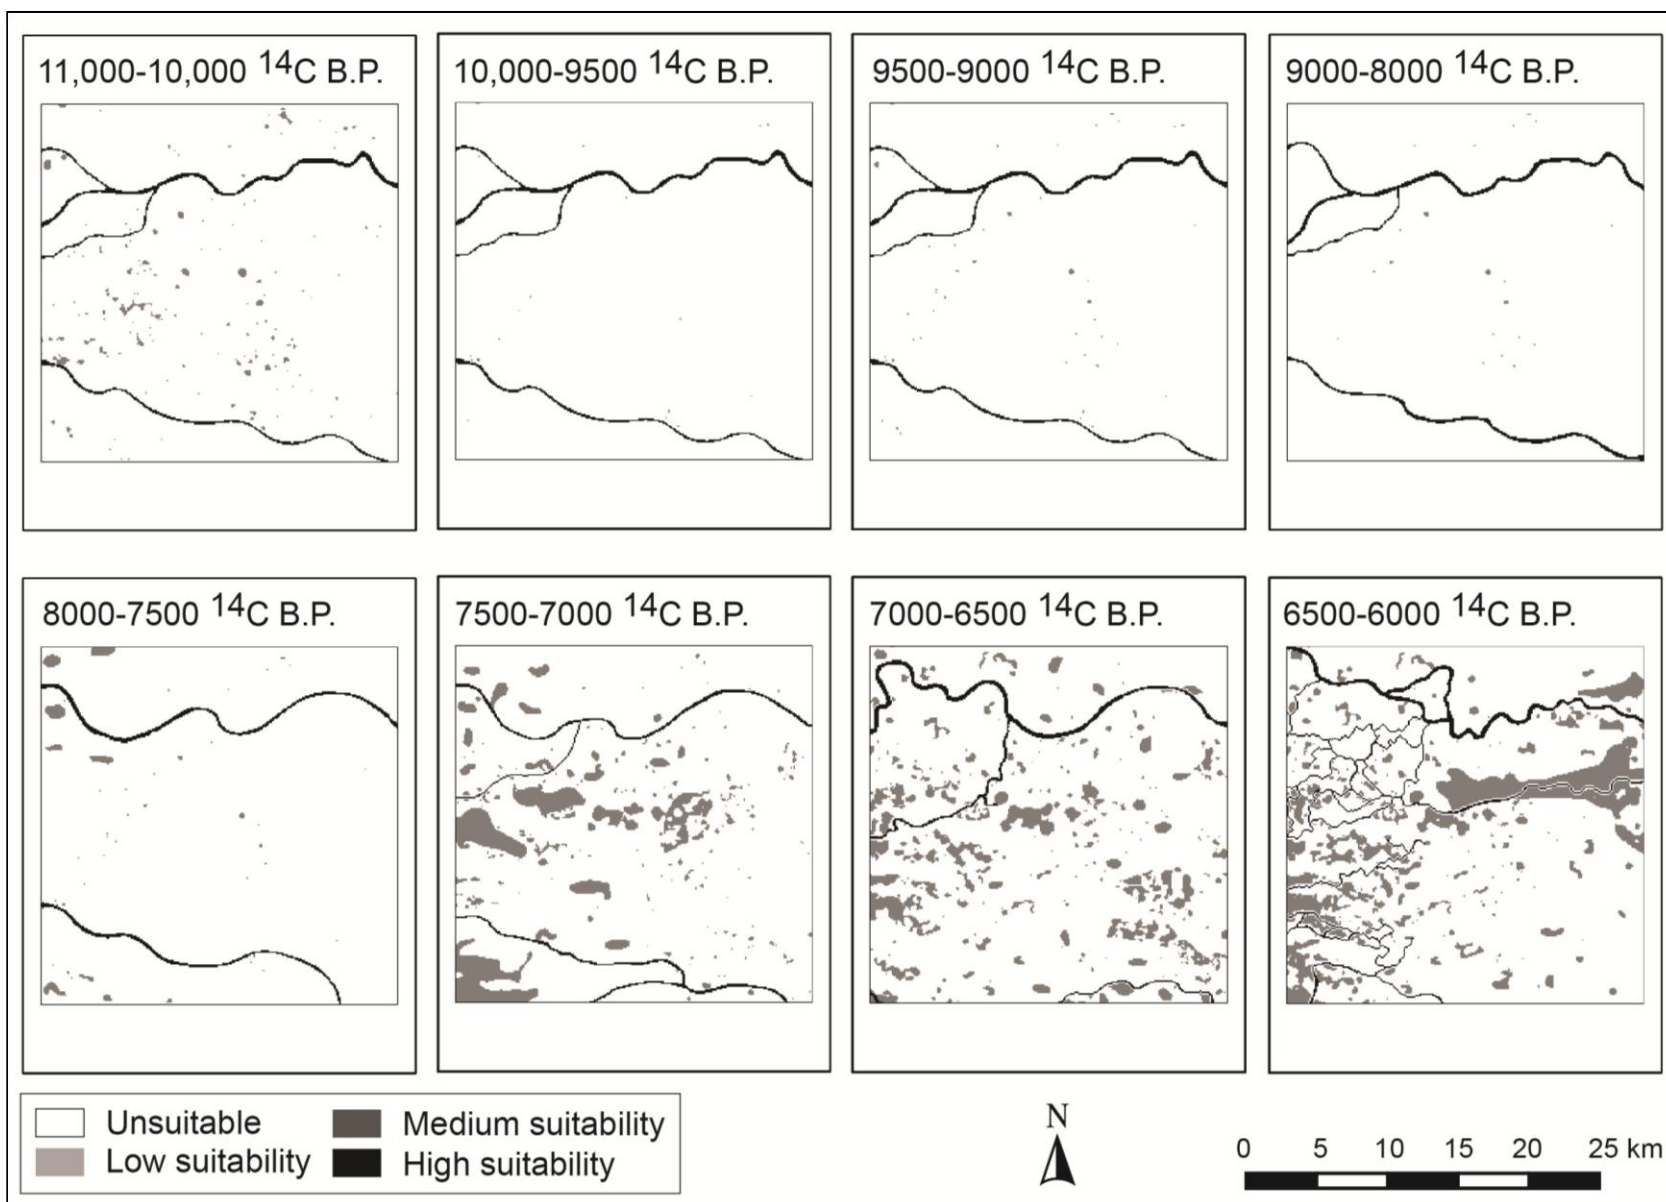 11,000-10,000 ¹⁴C B.P.
10,000-9500 ¹⁴C B.P.
9500-9000 ¹⁴C B.P.
9000-8000 ¹⁴C B.P.
8000-7500 ¹⁴C B.P.
7500-7000 ¹⁴C B.P.
7000-6500 ¹⁴C B.P.
6500-6000 ¹⁴C B.P.
Unsuitable
Medium suitability
Low suitability
High suitability
N
0 5 10 15 20 25 km